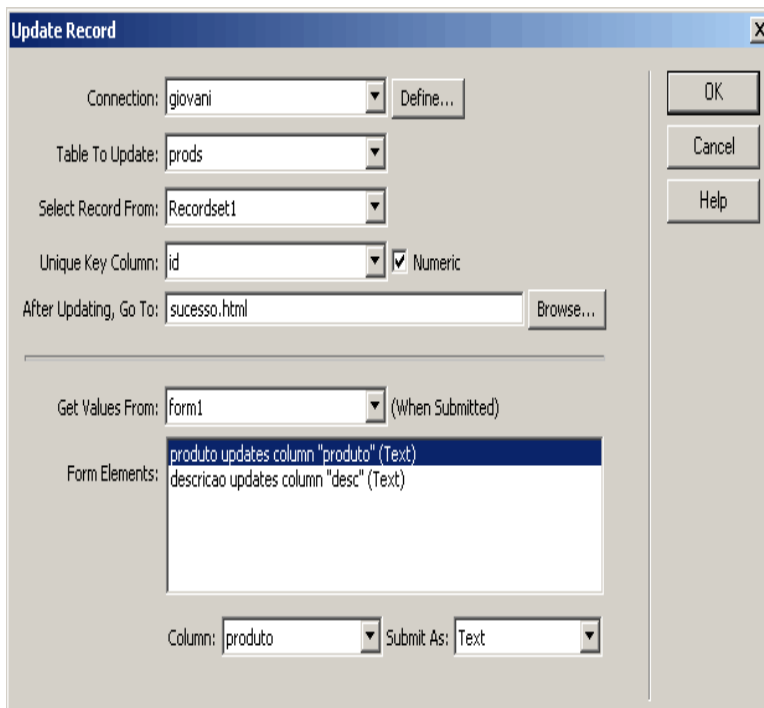 Update Record
Connection: giovani Define... OK
Table To Update: prods Cancel
Select Record From: Recordset1 Help
Unique Key Column: id Numeric
After Updating, Go To: sucesso.html Browse...
Get Values From: form1 (When Submitted)
Form Elements: produto updates column "produto" (Text)
descricao updates column "desc" (Text)
Column: produto Submit As: Text